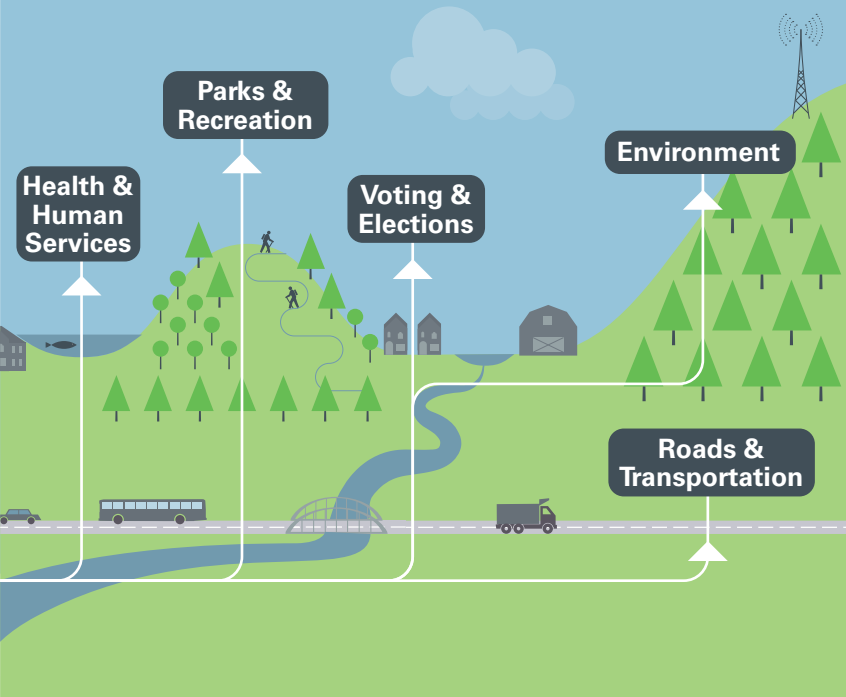 Parks &
Recreation
Health &
Human
Services
Voting &
Elections
Environment
Roads &
Transportation